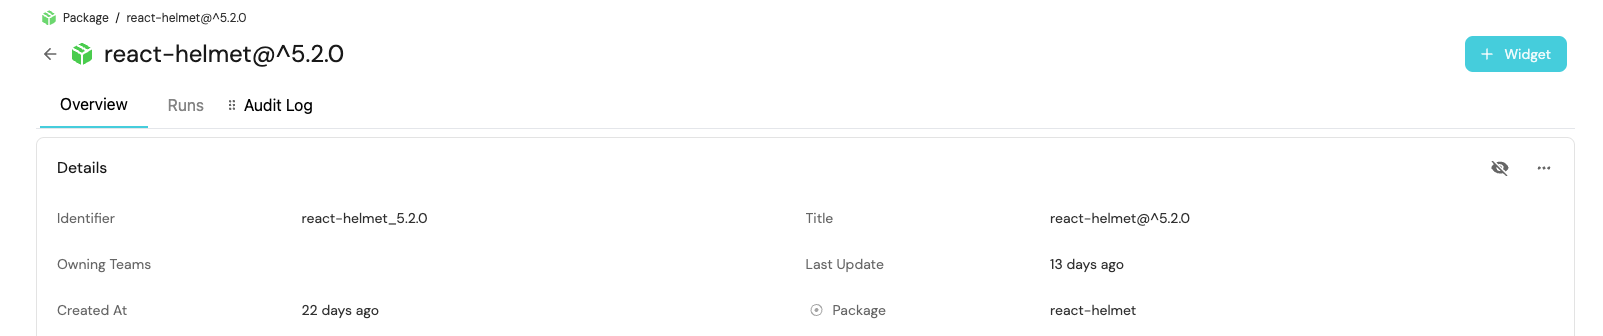 Package / react-helmet@^5.2.0
react-helmet@^5.2.0
+ Widget
Overview Runs Audit Log
Details
Identifier react-helmet_5.2.0 Title react-helmet@^5.2.0
Owning Teams Last Update 13 days ago
Created At 22 days ago Package react-helmet